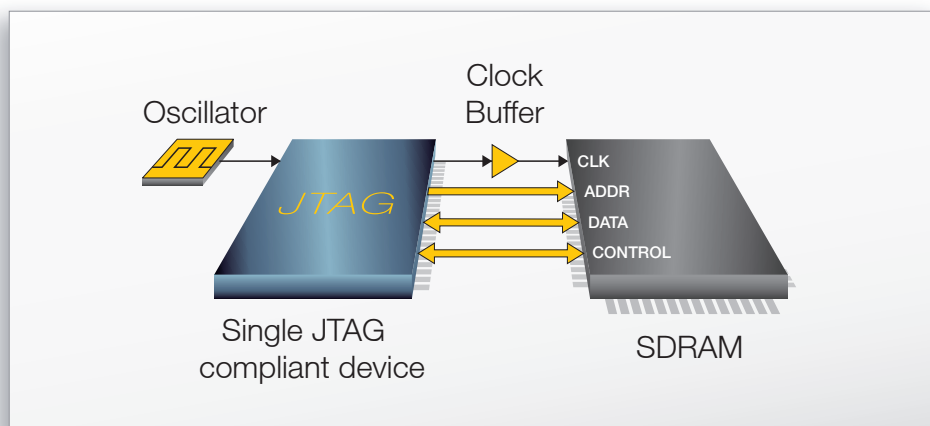 Clock
Buffer
Oscillator
JTAG
CLK
ADDR
DATA
CONTROL
Single JTAG
compliant device
SDRAM